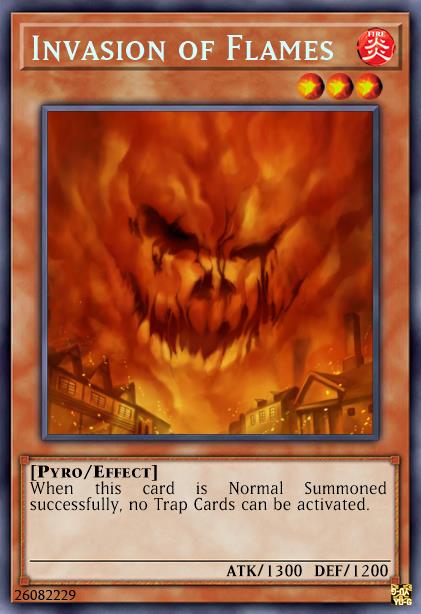 INVASION OF FLAMES
FIRE
炎
[PYRO/EFFECT]
When this card is Normal Summoned
successfully, no Trap Cards can be activated.
ATK/1300 DEF/1200
26082229